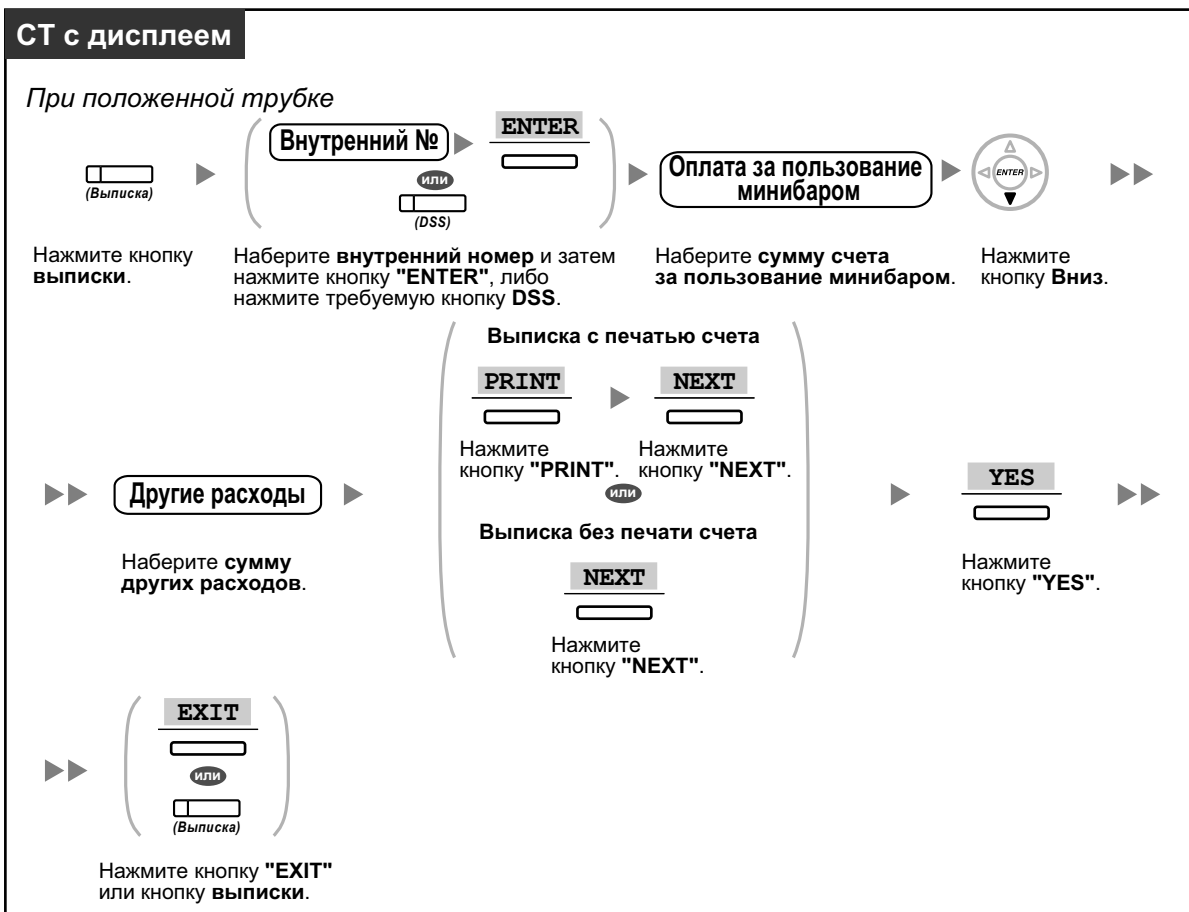 СТ с дисплеем
При положенной трубке
(Выписка)
Нажмите кнопку
выписки.
Внутренний №
ENTER
или
(DSS)
Наберите внутренний номер и затем
нажмите кнопку "ENTER", либо
нажмите требуемую кнопку DSS.
Оплата за пользование
минибаром
Наберите сумму счета
за пользование минибаром.
ENTER
Нажмите
кнопку Вниз.
Другие расходы
Наберите сумму
других расходов.
Выписка с печатью счета
PRINT
Нажмите
кнопку "PRINT".
NEXT
Нажмите
кнопку "NEXT".
или
Выписка без печати счета
NEXT
Нажмите
кнопку "NEXT".
YES
Нажмите
кнопку "YES".
EXIT
или
(Выписка)
Нажмите кнопку "EXIT"
или кнопку выписки.